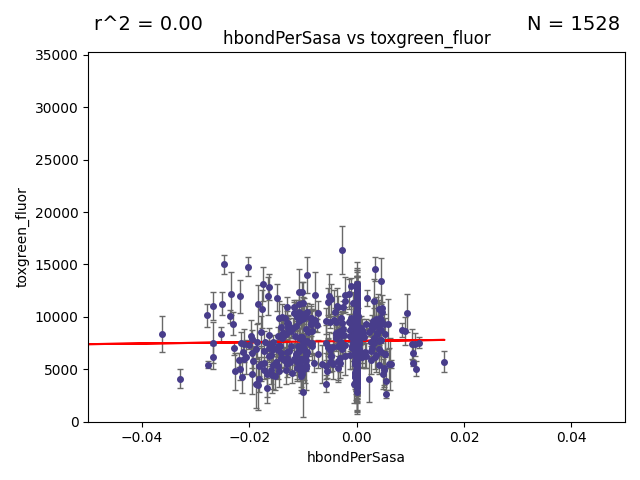 r^2 = 0.00
N = 1528
hbondPerSasa vs toxgreen_fluor
35000
30000
25000
20000
15000
10000
5000
0
toxgreen_fluor
−0.04
−0.02
0.00
0.02
0.04
hbondPerSasa